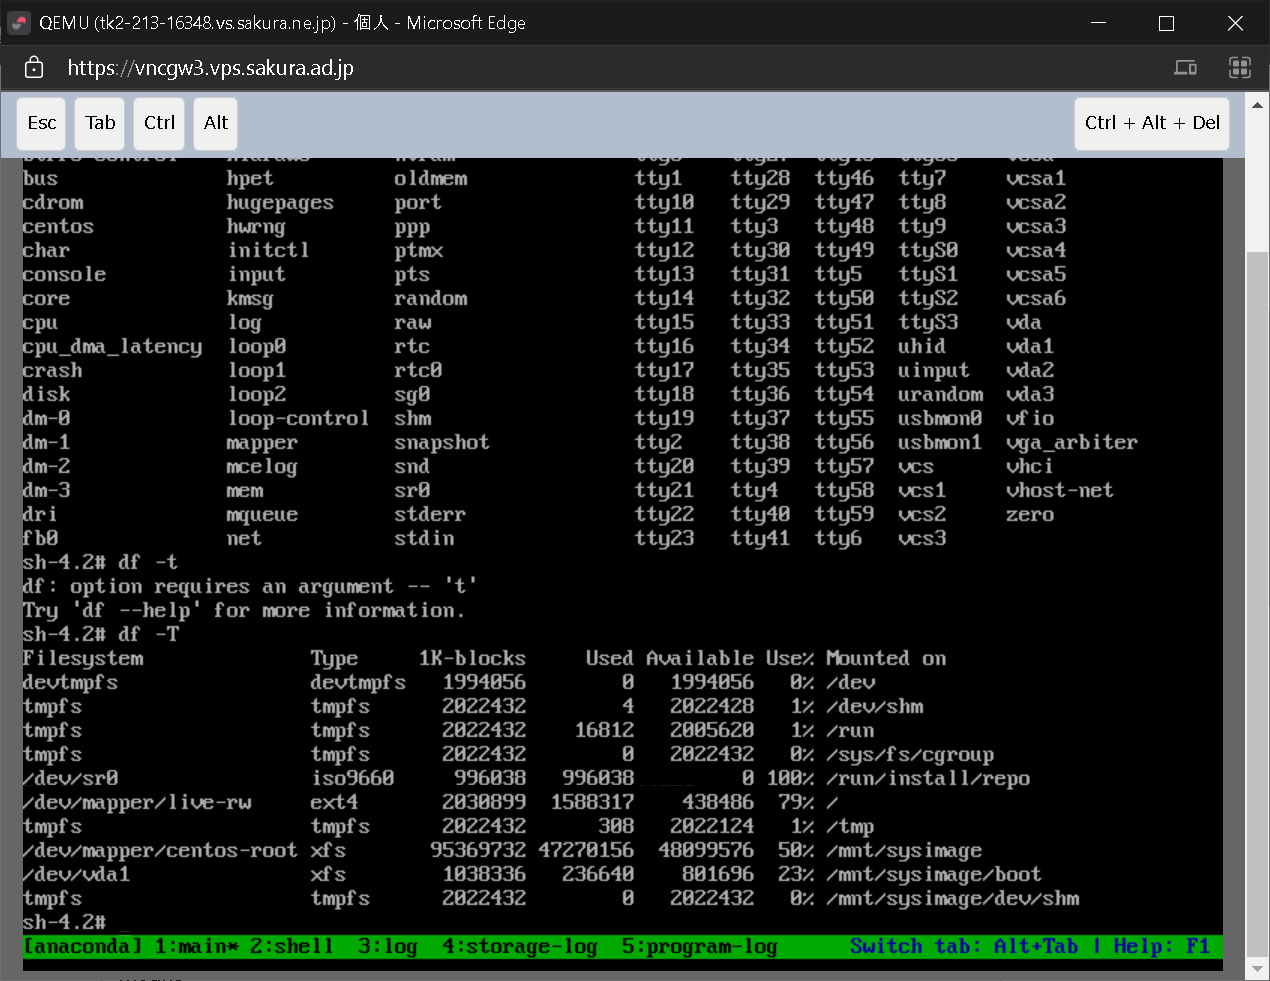 QEMU (tk2-213-16348.vs.sakura.ne.jp) - 個人 - Microsoft Edge
https://vncgw3.vps.sakura.ad.jp
Esc Tab Ctrl Alt Ctrl + Alt + Del
bus hpet oldmem tty1 tty28 tty46 tty7 vcsa1
cdrom hugepages port tty10 tty29 tty47 tty8 vcsa2
centos hwrng ppp tty11 tty3 tty48 tty9 vcsa3
char initctl ptmx tty12 tty30 tty49 ttyS0 vcsa4
console input pts tty13 tty31 tty5 ttyS1 vcsa5
core kmsg random tty14 tty32 tty50 ttyS2 vcsa6
cpu log raw tty15 tty33 tty51 ttyS3 vda
cpu_dma_latency loop0 rtc tty16 tty34 tty52 uhid vda1
crash loop1 rtc0 tty17 tty35 tty53 uinput vda2
disk loop2 sg0 tty18 tty36 tty54 urandom vda3
dm-0 loop-control shm tty19 tty37 tty55 usbmon0 vfio
dm-1 mapper snapshot tty2 tty38 tty56 usbmon1 vga_arbiter
dm-2 mcelog snd tty20 tty39 tty57 vcs vhci
dm-3 mem sr0 tty21 tty4 tty58 vcs1 vhost-net
dri mqueue stderr tty22 tty40 tty59 vcs2 zero
fb0 net stdin tty23 tty41 tty6 vcs3
sh-4.2# df -t
df: option requires an argument -- 't'
Try 'df --help' for more information.
sh-4.2# df -T
Filesystem Type 1K-blocks Used Available Use% Mounted on
devtmpfs devtmpfs 1994056 0 1994056 0% /dev
tmpfs tmpfs 2022432 4 2022428 1% /dev/shm
tmpfs tmpfs 2022432 16812 2005620 1% /run
tmpfs tmpfs 2022432 0 2022432 0% /sys/fs/cgroup
/dev/sr0 iso9660 996038 996038 0 100% /run/install/repo
/dev/mapper/live-rw ext4 2030899 1588317 438486 79% /
tmpfs tmpfs 2022432 308 2022124 1% /tmp
/dev/mapper/centos-root xfs 95369732 47270156 48099576 50% /mnt/sysimage
/dev/vda1 xfs 1038336 236640 801696 23% /mnt/sysimage/boot
tmpfs tmpfs 2022432 0 2022432 0% /mnt/sysimage/dev/shm
sh-4.2#
[anaconda] 1:main* 2:shell 3:log 4:storage-log 5:program-log Switch tab: Alt+Tab | Help: F1